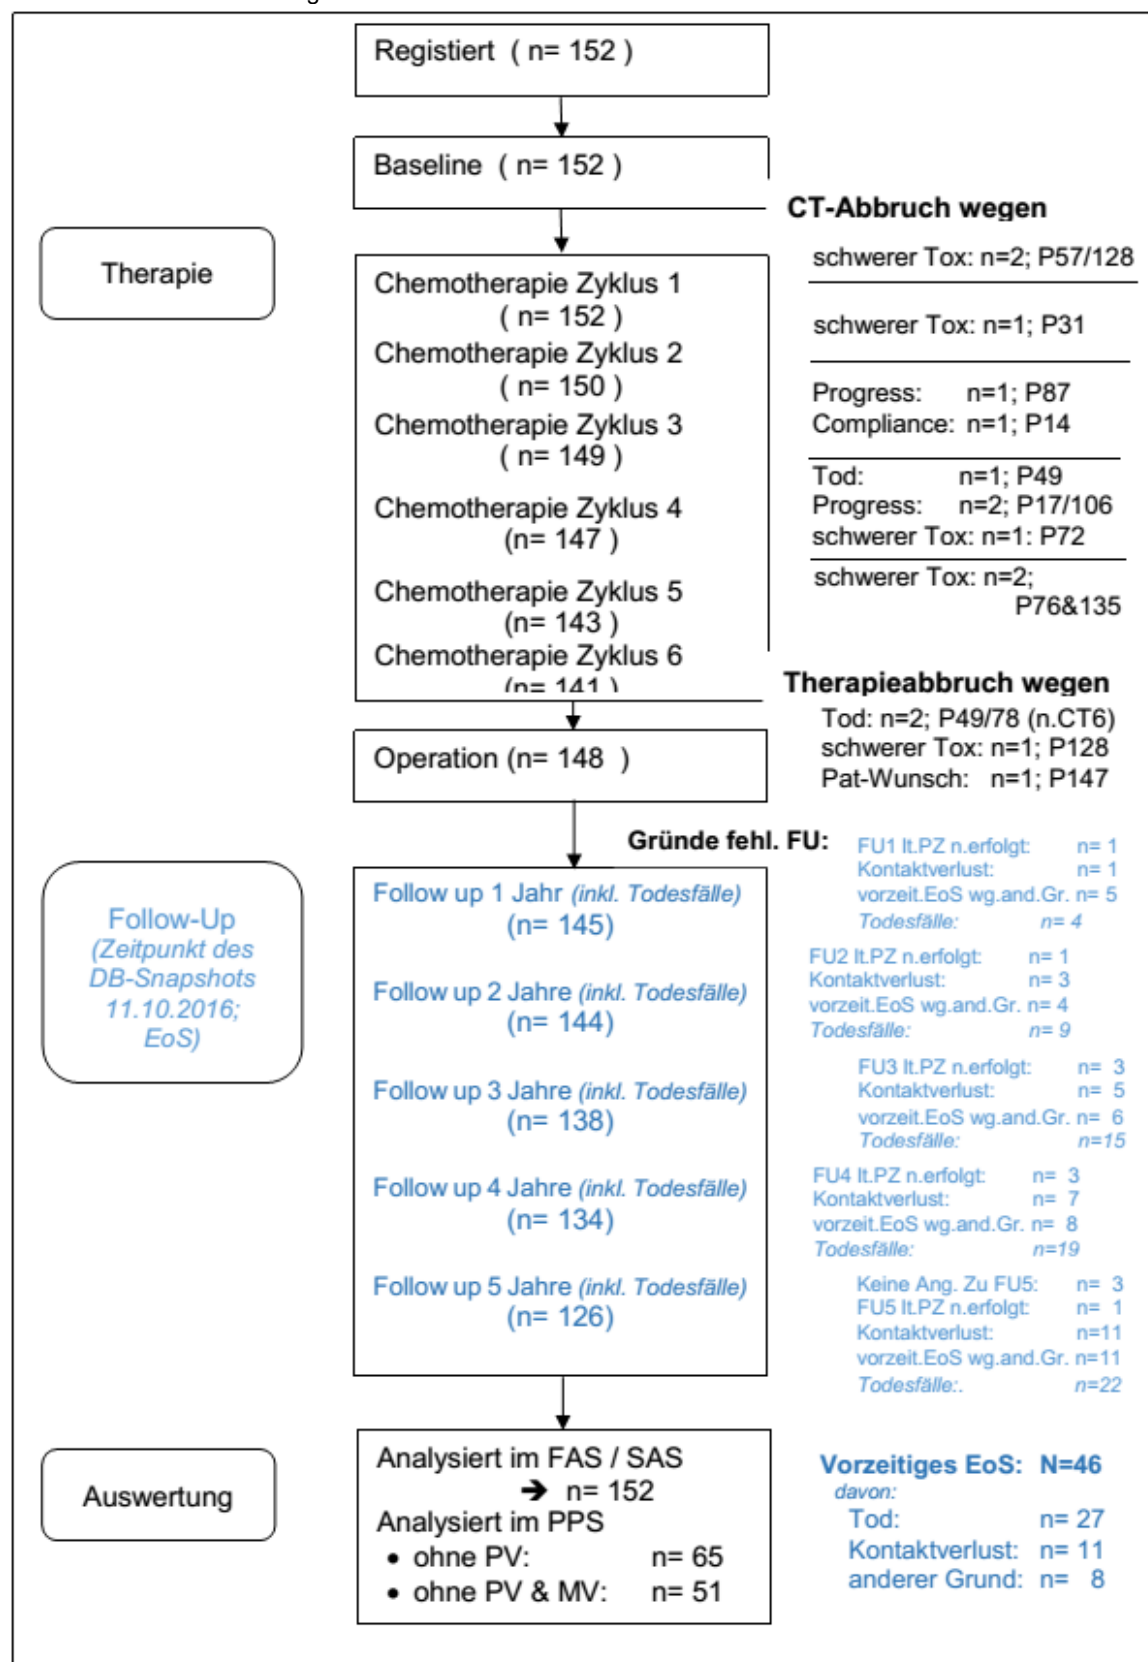 Registiert ( n= 152 )
Baseline ( n= 152 )
CT-Abbruch wegen
Therapie
Chemotherapie Zyklus 1
( n= 152 )
Chemotherapie Zyklus 2
( n= 150 )
Chemotherapie Zyklus 3
( n= 149 )
Chemotherapie Zyklus 4
(n= 147 )
Chemotherapie Zyklus 5
(n= 143 )
Chemotherapie Zyklus 6
(n= 141 )
schwerer Tox: n=2; P57/128
schwerer Tox: n=1; P31
Progress: n=1; P87
Compliance: n=1; P14
Tod: n=1; P49
Progress: n=2; P17/106
schwerer Tox: n=1: P72
schwerer Tox: n=2;
P76&135
Therapieabbruch wegen
Tod: n=2; P49/78 (n.CT6)
schwerer Tox: n=1; P128
Pat-Wunsch: n=1; P147
Operation (n= 148 )
Gründe fehl. FU:
Follow-Up
(Zeitpunkt des
DB-Snapshots
11.10.2016;
EoS)
Follow up 1 Jahr (inkl. Todesfälle)
(n= 145)
Follow up 2 Jahre (inkl. Todesfälle)
(n= 144)
Follow up 3 Jahre (inkl. Todesfälle)
(n= 138)
Follow up 4 Jahre (inkl. Todesfälle)
(n= 134)
Follow up 5 Jahre (inkl. Todesfälle)
(n= 126)
FU1 lt.PZ n.erfolgt: n= 1
Kontaktverlust: n= 1
vorzeit.EoS wg.and.Gr. n= 5
Todesfälle: n= 4
FU2 lt.PZ n.erfolgt: n= 1
Kontaktverlust: n= 3
vorzeit.EoS wg.and.Gr. n= 4
Todesfälle: n= 9
FU3 lt.PZ n.erfolgt: n= 3
Kontaktverlust: n= 5
vorzeit.EoS wg.and.Gr. n= 6
Todesfälle: n=15
FU4 lt.PZ n.erfolgt: n= 3
Kontaktverlust: n= 7
vorzeit.EoS wg.and.Gr. n= 8
Todesfälle: n=19
Keine Ang. Zu FU5: n= 3
FU5 lt.PZ n.erfolgt: n= 1
Kontaktverlust: n=11
vorzeit.EoS wg.and.Gr. n=11
Todesfälle:. n=22
Auswertung
Analysiert im FAS / SAS
➔ n= 152
Analysiert im PPS
• ohne PV: n= 65
• ohne PV & MV: n= 51
Vorzeitiges EoS: N=46
davon:
Tod: n= 27
Kontaktverlust: n= 11
anderer Grund: n= 8